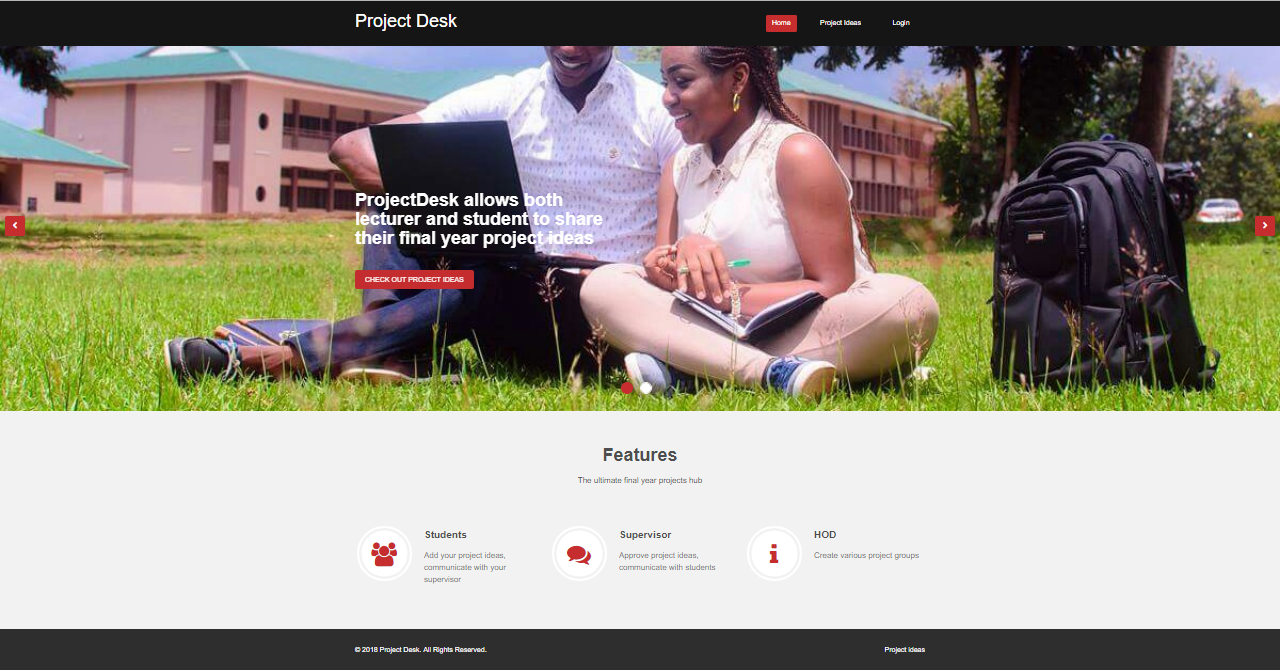 Project Desk
Home
Project Ideas
Login
ProjectDesk allows both
lecturer and student to share
their final year project ideas
CHECK OUT PROJECT IDEAS
Features
The ultimate final year projects hub
Students
Add your project ideas,
communicate with your
supervisor
Supervisor
Approve project ideas,
communicate with students
HOD
Create various project groups
© 2018 Project Desk. All Rights Reserved.
Project ideas